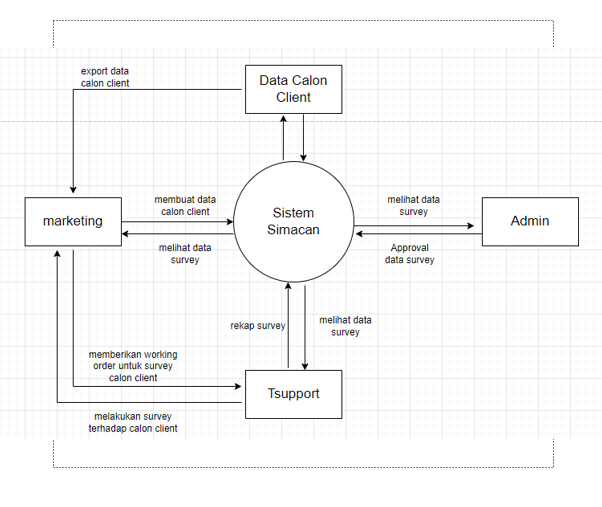 export data
calon client
Data Calon
Client
marketing
membuat data
calon client
melihat data
survey
Sistem
Simacan
melihat data
survey
Approval
data survey
Admin
rekap survey
melihat data
survey
memberikan working
order untuk survey
calon client
Tsupport
melakukan survey
terhadap calon client